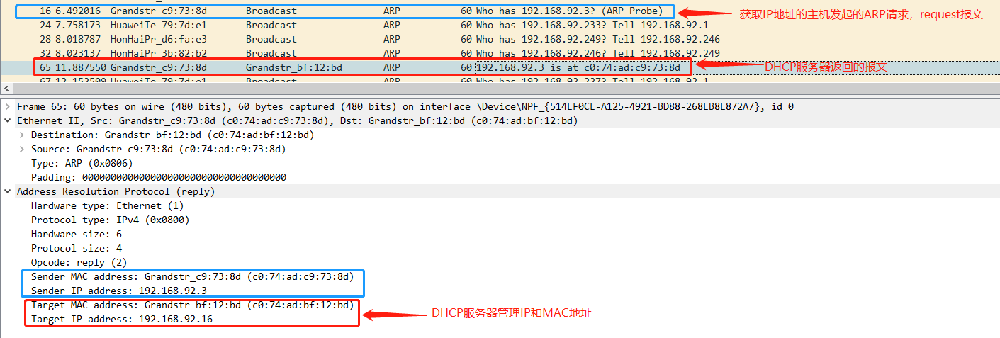 16 6.492016 Grandstr_c9:73:8d Broadcast ARP 60 Who has 192.168.92.3? (ARP Probe)
获取IP地址的主机发起的ARP请求，request报文
24 7.758173 HuaweiTe_79:7d:e1 Broadcast ARP 60 Who has 192.168.92.233? Tell 192.168.92.1
28 8.018787 HonHaiPr_d6:fa:e3 Broadcast ARP 60 Who has 192.168.92.249? Tell 192.168.92.246
32 8.023137 HonHaiPr_3b:82:b2 Broadcast ARP 60 Who has 192.168.92.246? Tell 192.168.92.249
65 11.887550 Grandstr_c9:73:8d Grandstr_bf:12:bd ARP 60 192.168.92.3 is at c0:74:ad:c9:73:8d
DHCP服务器返回的报文
67 12.152509 HuaweiTe_79:7d:e1 Broadcast ARP 60 Who has 192.168.92.227? Tell 192.168.92.1
Frame 65: 60 bytes on wire (480 bits), 60 bytes captured (480 bits) on interface \Device\NPF_{514EF0CE-A125-4921-BD88-268EB8E872A7}, id 0
Ethernet II, Src: Grandstr_c9:73:8d (c0:74:ad:c9:73:8d), Dst: Grandstr_bf:12:bd (c0:74:ad:bf:12:bd)
Destination: Grandstr_bf:12:bd (c0:74:ad:bf:12:bd)
Source: Grandstr_c9:73:8d (c0:74:ad:c9:73:8d)
Type: ARP (0x0806)
Padding: 000000000000000000000000000000000000
Address Resolution Protocol (reply)
Hardware type: Ethernet (1)
Protocol type: IPv4 (0x0800)
Hardware size: 6
Protocol size: 4
Opcode: reply (2)
Sender MAC address: Grandstr_c9:73:8d (c0:74:ad:c9:73:8d)
Sender IP address: 192.168.92.3
Target MAC address: Grandstr_bf:12:bd (c0:74:ad:bf:12:bd)
DHCP服务器管理IP和MAC地址
Target IP address: 192.168.92.16